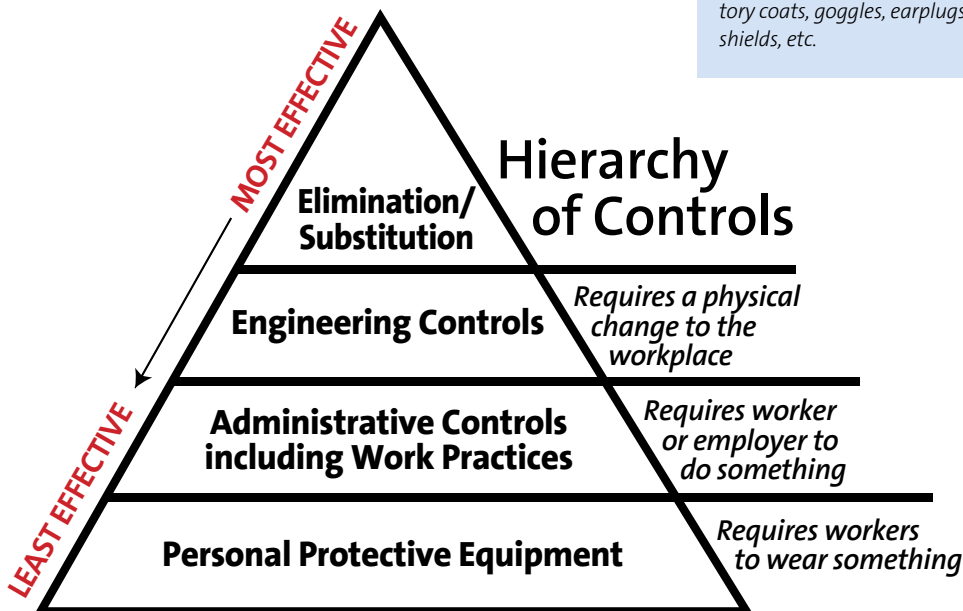 tory coats, goggles, earplugs
shields, etc.
MOST EFFECTIVE
Hierarchy
of Controls
Elimination/
Substitution
Engineering Controls
Requires a physical
change to the
workplace
Administrative Controls
including Work Practices
Requires worker
or employer to
do something
LEAST EFFECTIVE
Personal Protective Equipment
Requires workers
to wear something